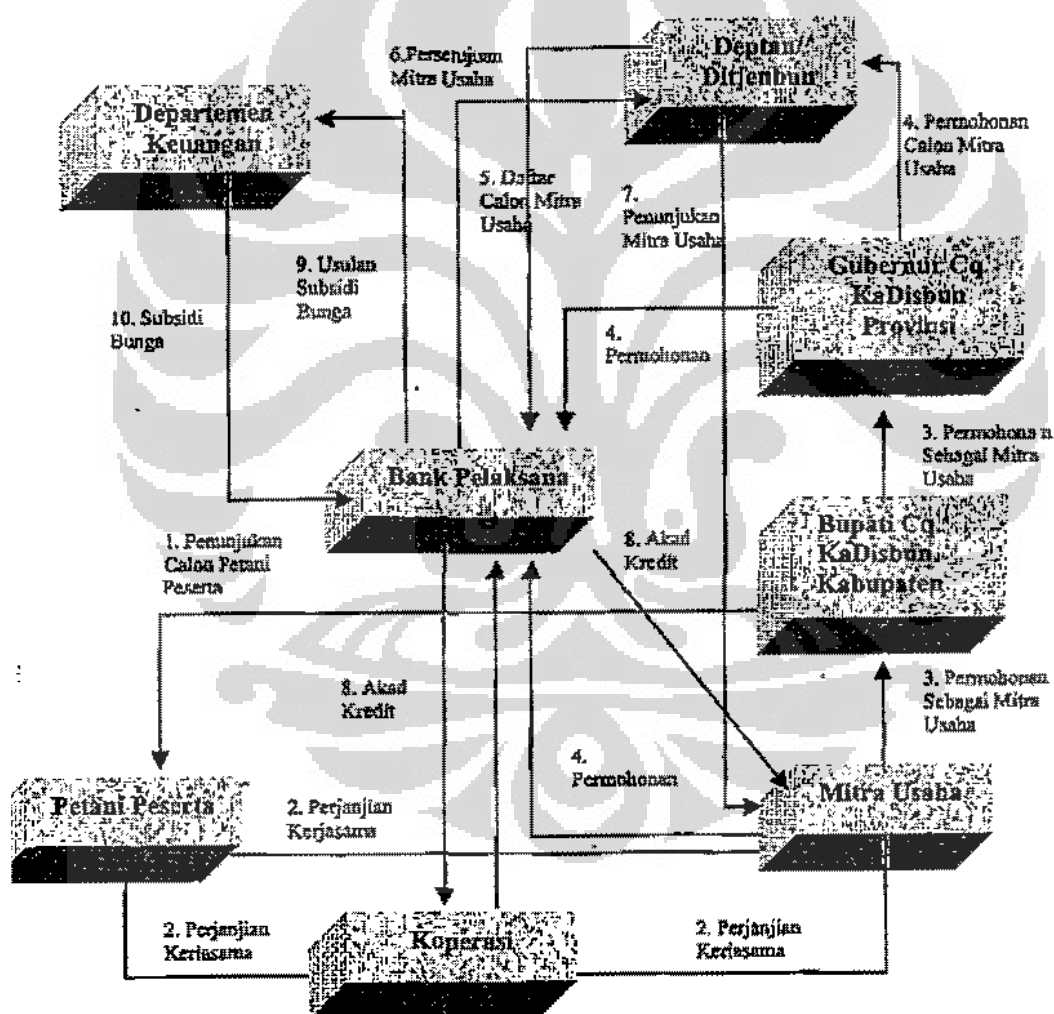 6.Persetujuan
Mitra Usaha
Deptan/
Ditjenbun
Departemen
Keuangan
4. Permohonan
Calon Mitra
Usaha
5. Daftar
Calon Mitra
Usaha
7.
Penunjukan
Mitra Usaha
Gubernur Cq
KaDisbun
Provinsi
9. Usulan
Subsidi
Bunga
10. Subsidi
Bunga
4.
Permohonan
3. Permohonan
Sebagai Mitra
Usaha
Bank Pelaksana
1. Penunjukan
Calon Petani
Peserta
8. Akad
Kredit
Bupati Cq
KaDisbun
Kabupaten
8. Akad
Kredit
3. Permohonan
Sebagai Mitra
Usaha
4.
Permohonan
Petani Peserta
2. Perjanjian
Kerjasama
Mitra Usaha
2. Perjanjian
Kerjasama
Koperasi
2. Perjanjian
Kerjasama